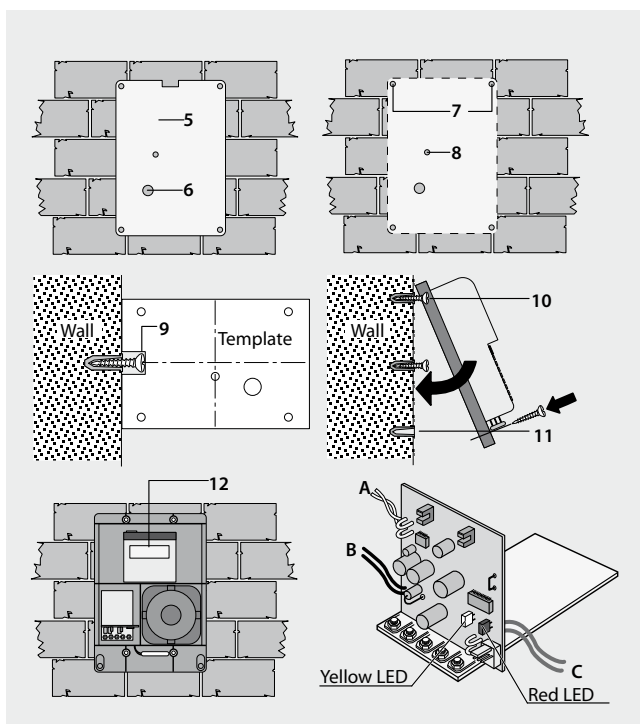 5
6
7
8
Wall
9
Template
Wall
10
11
12
A
B
C
Yellow LED
Red LED